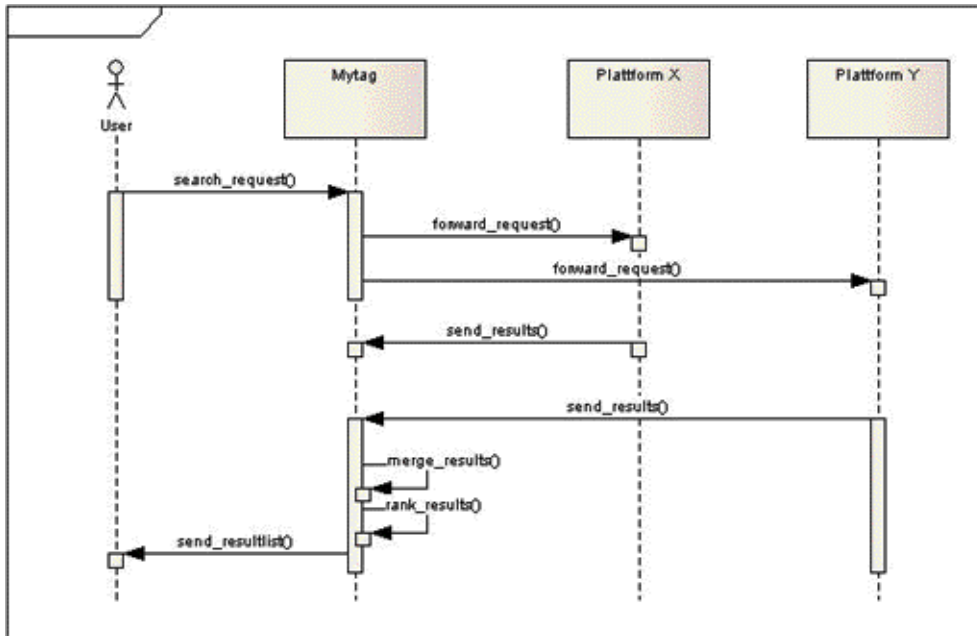 Mytag
Plattform X
Plattform Y
User
search_request()
forward_request()
forward_request()
send_results()
send_results()
merge_results()
rank_results()
send_resultlist()